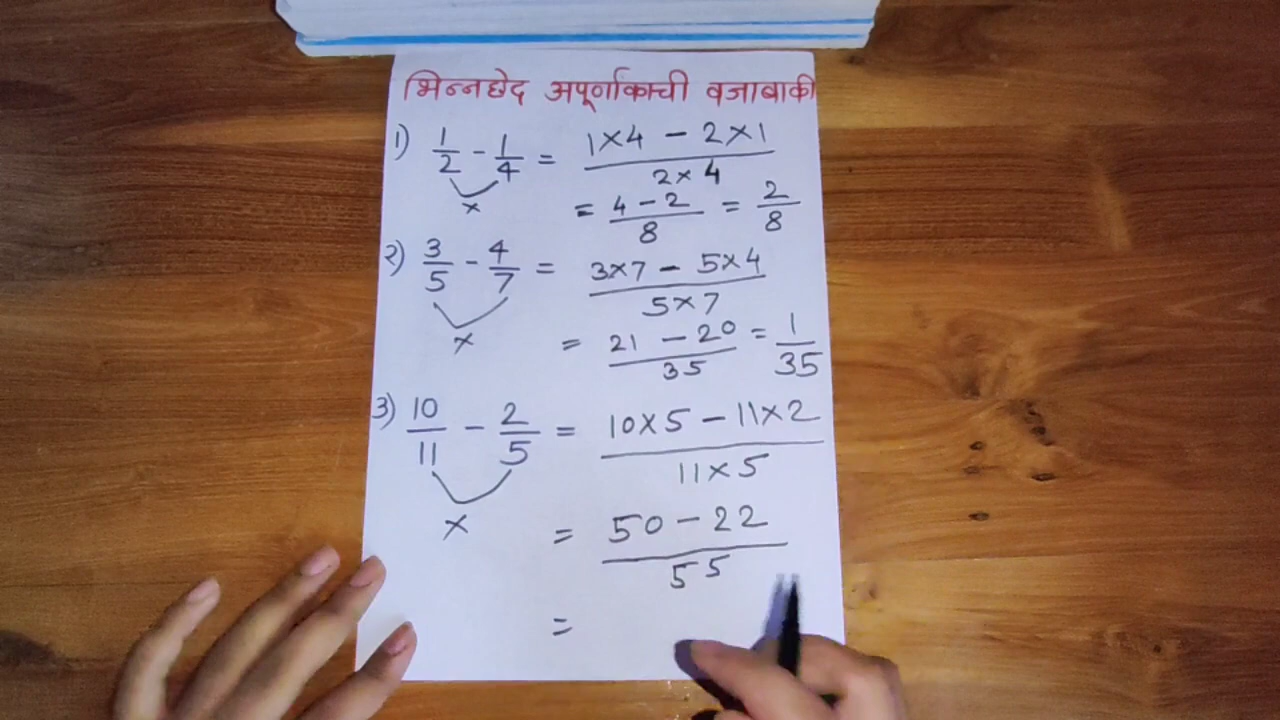 भिन्नछेद अपूर्णांकाची वजाबाकी
1) 1/2 - 1/4 = (1×4 - 2×1)/(2×4)
×
= (4-2)/8 = 2/8
२) 3/5 - 4/7 = (3×7 - 5×4)/(5×7)
×
= (21 - 20)/35 = 1/35
3) 10/11 - 2/5 = (10×5 - 11×2)/(11×5)
×
= (50 - 22)/55
=